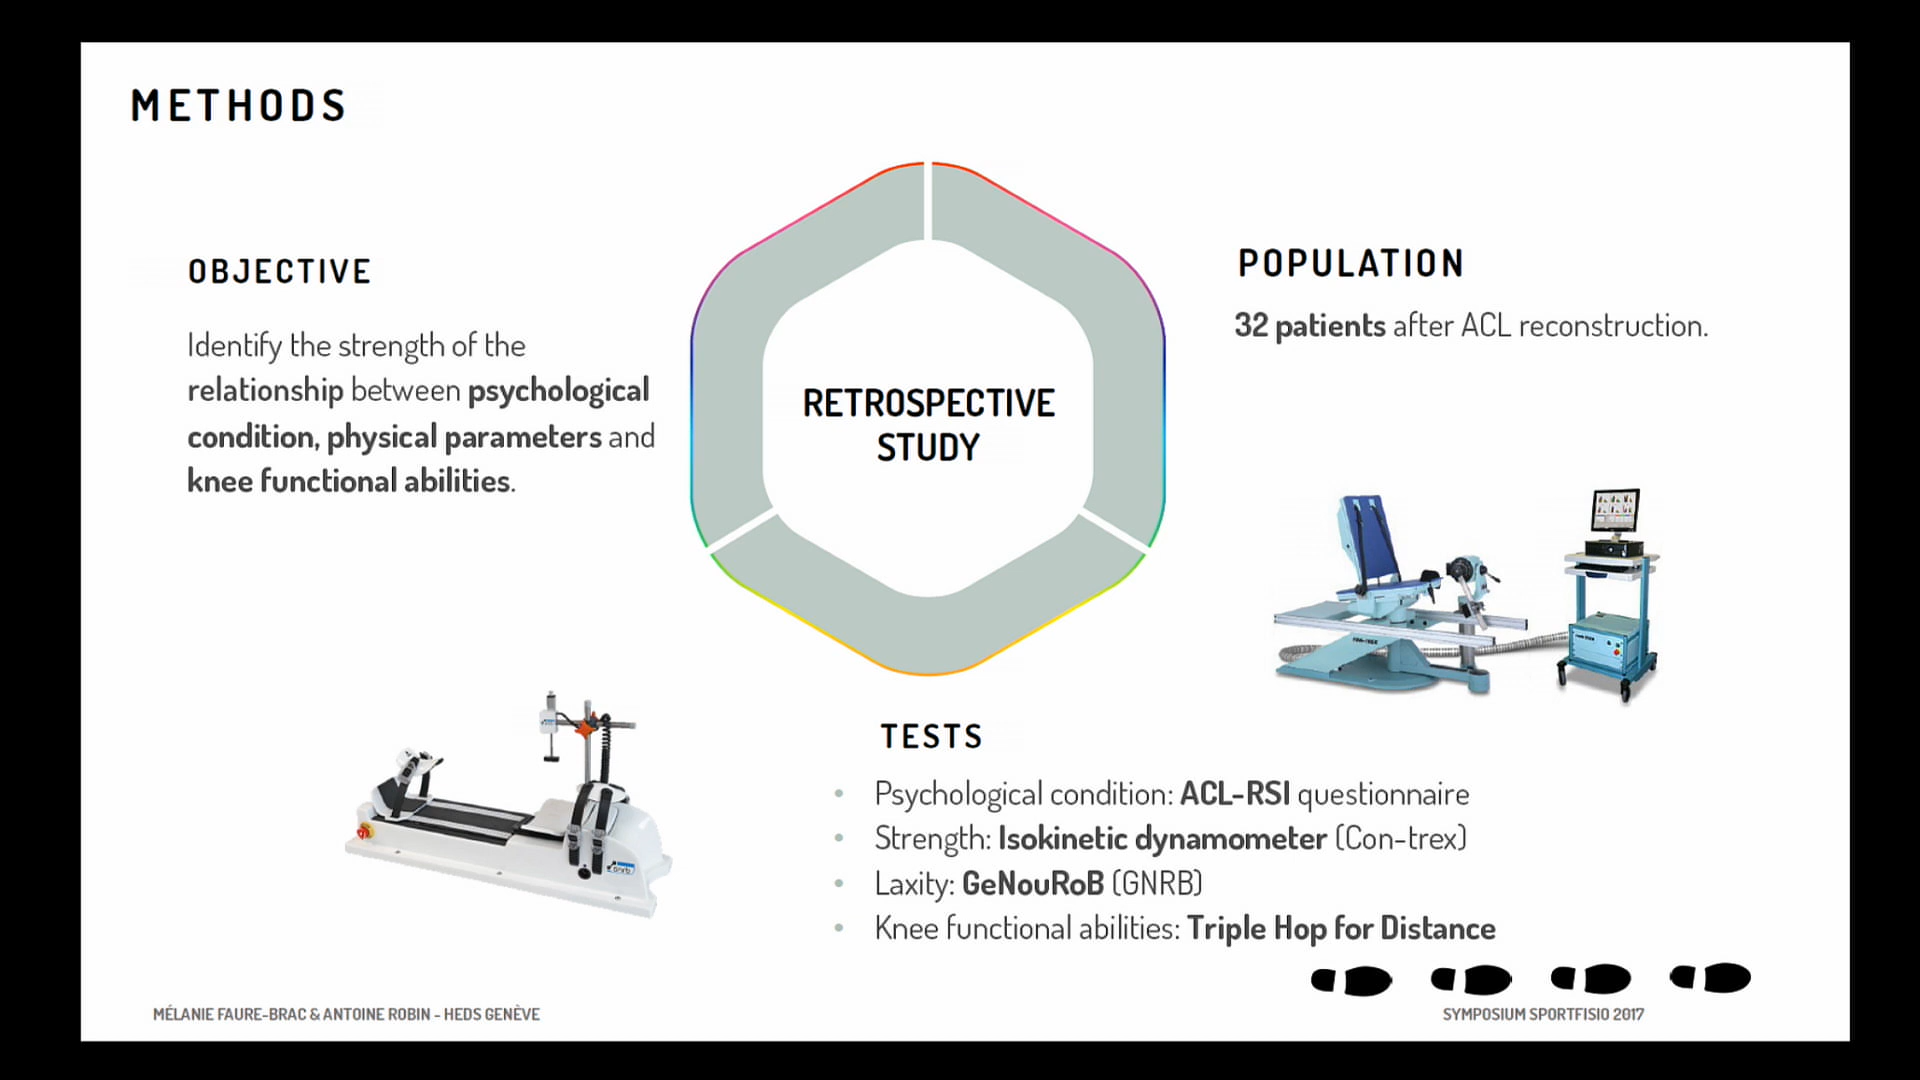 METHODS
OBJECTIVE
Identify the strength of the
relationship between psychological
condition, physical parameters and
knee functional abilities.
RETROSPECTIVE
STUDY
POPULATION
32 patients after ACL reconstruction.
TESTS
• Psychological condition: ACL-RSI questionnaire
• Strength: Isokinetic dynamometer (Con-trex)
• Laxity: GeNouRoB (GNRB)
• Knee functional abilities: Triple Hop for Distance
MÉLANIE FAURE-BRAC & ANTOINE ROBIN - HEDS GENÈVE
SYMPOSIUM SPORTFISIO 2017